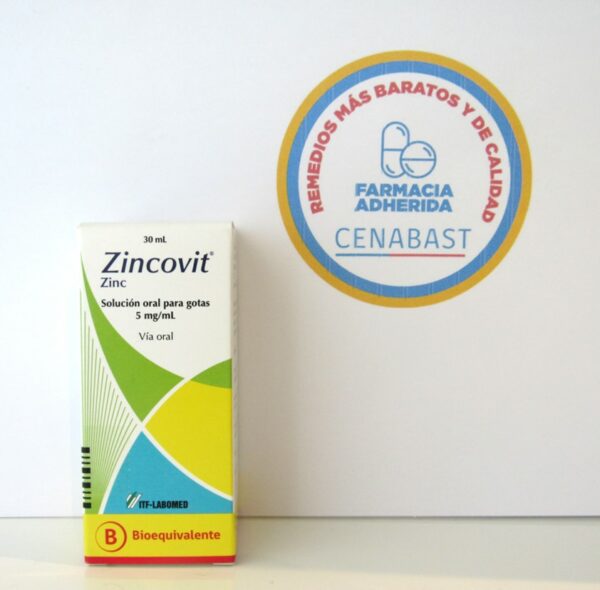 REMEDIOS MÁS BARATOS Y DE CALIDAD
FARMACIA
ADHERIDA
CENABAST
30 mL
Zincovit®
Zinc
Solución oral para gotas
5 mg/mL
Vía oral
ITF-LABOMED
B Bioequivalente